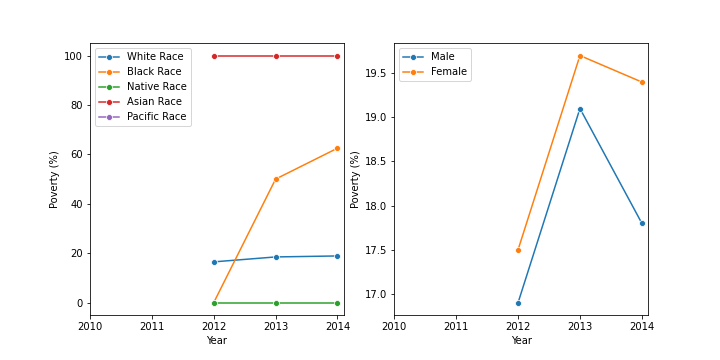 White Race
Black Race
Native Race
Asian Race
Pacific Race
100
80
60
40
20
0
Poverty (%)
2010 2011 2012 2013 2014
Year
Male
Female
19.5
19.0
18.5
18.0
17.5
17.0
Poverty (%)
2010 2011 2012 2013 2014
Year